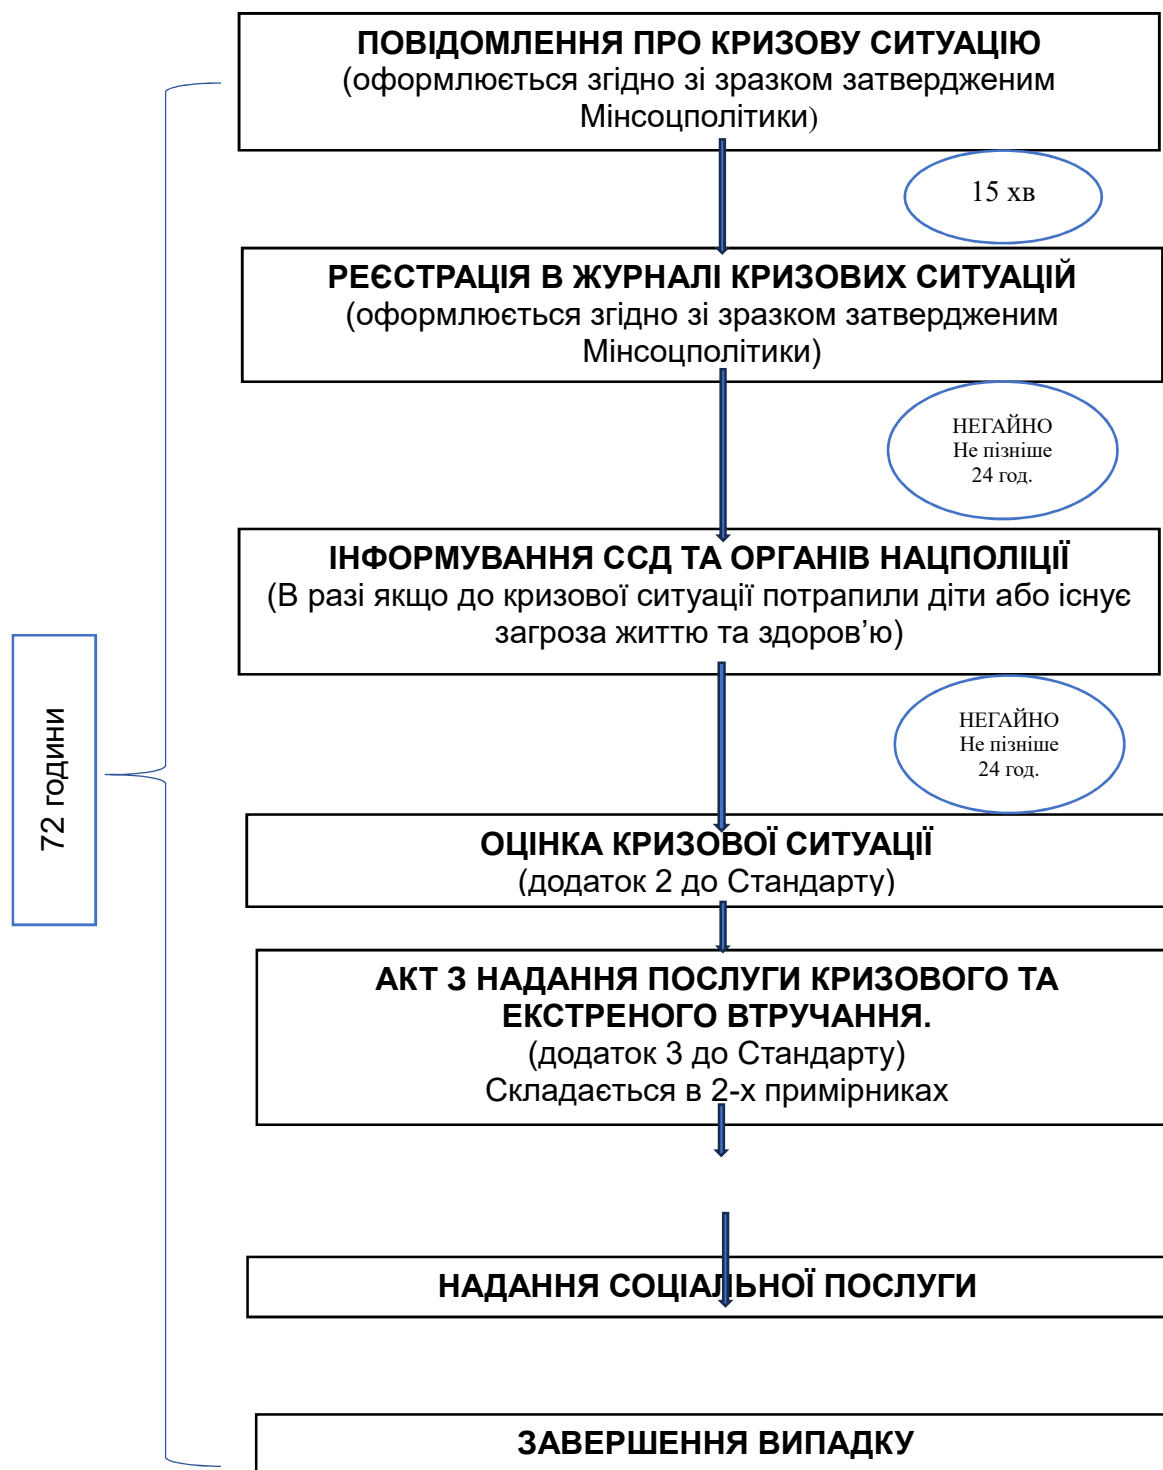 ПОВІДОМЛЕННЯ ПРО КРИЗОВУ СИТУАЦІЮ
(оформлюється згідно зі зразком затвердженим
Мінсоцполітики)
15 хв
РЕЄСТРАЦІЯ В ЖУРНАЛІ КРИЗОВИХ СИТУАЦІЙ
(оформлюється згідно зі зразком затвердженим
Мінсоцполітики)
НЕГАЙНО
Не пізніше
24 год.
ІНФОРМУВАННЯ ССД ТА ОРГАНІВ НАЦПОЛІЦІЇ
(В разі якщо до кризової ситуації потрапили діти або існує
загроза життю та здоров’ю)
НЕГАЙНО
Не пізніше
24 год.
72 години
ОЦІНКА КРИЗОВОЇ СИТУАЦІЇ
(додаток 2 до Стандарту)
АКТ З НАДАННЯ ПОСЛУГИ КРИЗОВОГО ТА
ЕКСТРЕНОГО ВТРУЧАННЯ.
(додаток 3 до Стандарту)
Складається в 2-х примірниках
НАДАННЯ СОЦІАЛЬНОЇ ПОСЛУГИ
ЗАВЕРШЕННЯ ВИПАДКУ